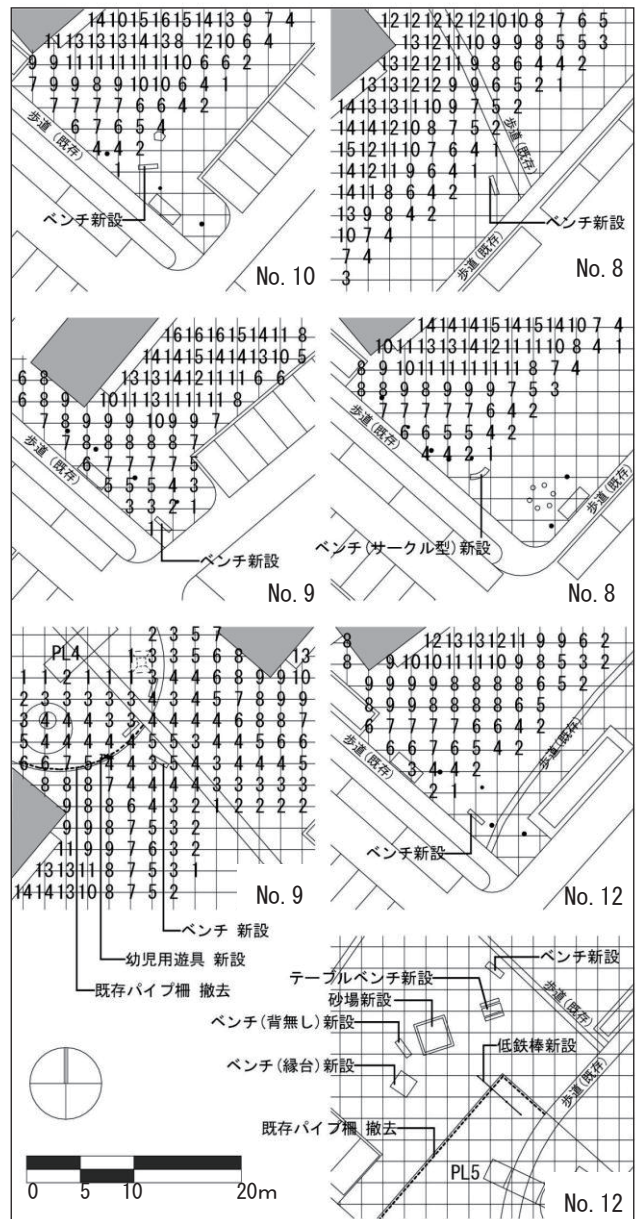 14 10 15 16 15 14 13 9 7 4
11 13 13 13 14 13 8 12 10 6 4
9 9 11 11 11 11 11 10 6 6 2
7 9 9 8 9 10 10 6 4 1
7 7 7 7 6 6 4 2
6 7 6 5 4
4 4 2
1
歩道(既存)
ベンチ新設
No. 10
12 12 12 12 12 10 10 8 7 6 5
13 12 11 10 9 9 8 5 5 3
13 12 12 11 9 8 6 4 4 2
13 13 12 12 9 9 6 5 2 1
14 13 13 11 10 9 7 5 2
14 14 12 10 8 7 5 2
15 12 11 10 7 6 4 1
14 12 11 9 6 4 1
14 11 8 6 4 2
13 9 8 4 2
10 7 4
7 4
3
歩道(既存)
ベンチ新設
歩道(既存)
No. 8
16 16 16 15 14 11 8
14 14 15 14 14 13 10 5
6 8 13 13 14 12 11 11 6 6
6 8 9 10 11 13 11 11 11 8
7 8 9 9 9 10 9 9 7
7 8 8 8 8 8 7
6 7 7 7 7 5
5 5 5 4 3
3 3 2 1
1
歩道(既存)
ベンチ新設
No. 9
14 14 14 14 15 14 15 14 10 7 4
10 11 13 13 14 12 11 11 10 8 4 1
8 9 10 11 11 11 11 11 8 7 4
8 8 9 8 9 9 9 7 5 3
7 7 7 7 7 6 4 2
6 6 5 5 4 2
4 4 2 1
歩道(既存)
歩道(既存)
ベンチ(サークル型)新設
No. 8
2 3 5 7
PL4
1 3 3 5 6 8 13
1 1 2 1 1 1 3 3 4 4 6 8 9 9 10
2 3 3 3 3 3 4 3 4 5 7 8 9 9
3 4 4 4 3 3 4 4 4 4 6 8 8 7
5 4 4 4 4 4 5 5 3 4 4 5 6 6
6 6 7 5 4 4 3 5 4 3 4 4 4 5
8 8 8 7 4 4 4 4 4 3 3 3 3 3
9 8 8 6 4 3 2 1 2 2 2 2
9 9 8 7 5 3 2
11 9 9 7 6 3 2
13 13 11 8 7 5 3 1
14 14 13 10 8 7 5 2
No. 9
ベンチ 新設
幼児用遊具 新設
既存パイプ柵 撤去
8 12 13 13 12 11 9 9 6 2
8 9 10 10 11 11 10 9 8 5 3 2
9 9 9 9 8 8 8 8 6 5 2
8 9 9 8 8 8 8 6 5
6 7 7 7 7 6 6 4 2
6 6 7 6 5 4 2
3 4 4 2
2 1
歩道(既存)
歩道(既存)
ベンチ新設
No. 12
ベンチ新設
テーブルベンチ新設
砂場新設
ベンチ(背無し)新設
低鉄棒新設
ベンチ(縁台)新設
既存パイプ柵 撤去
歩道(既存)
歩道(既存)
PL5
No. 12
0 5 10 20m